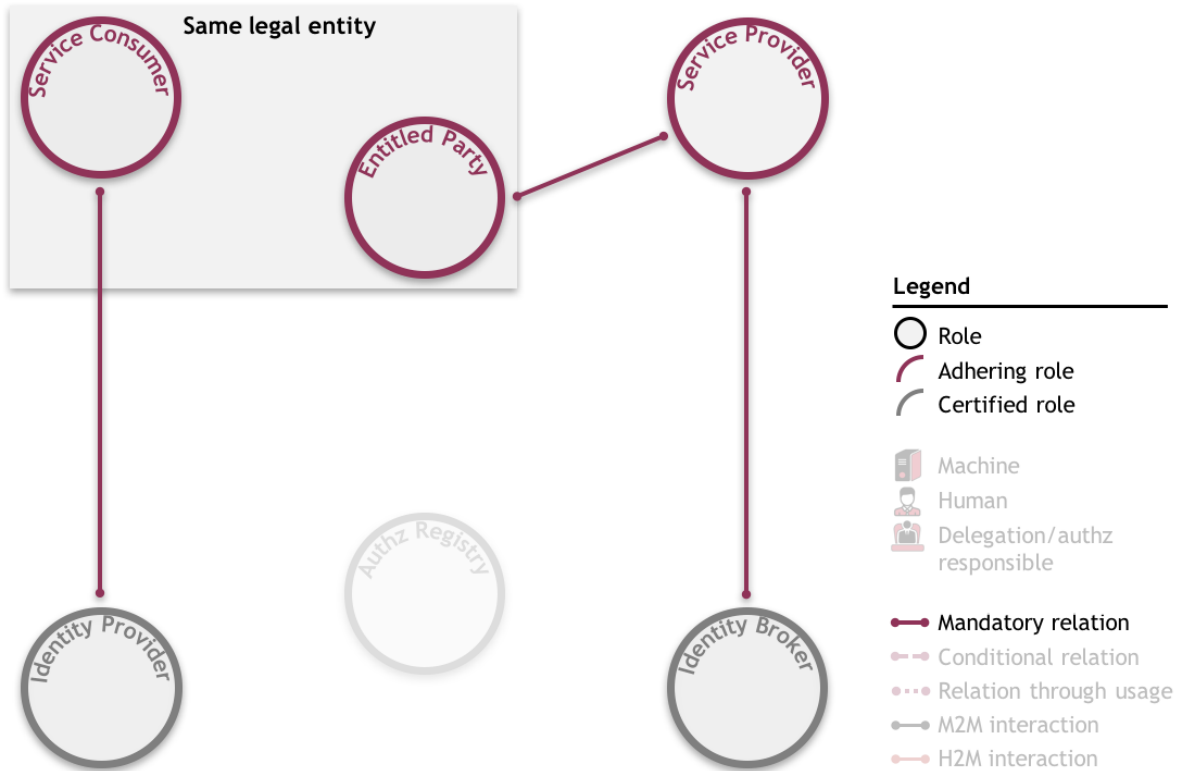 Same legal entity
Service Consumer
Entitled Party
Service Provider
Authz Registry
Identity Provider
Identity Broker
Legend
Role
Adhering role
Certified role
Machine
Human
Delegation/authz
responsible
Mandatory relation
Conditional relation
Relation through usage
M2M interaction
H2M interaction